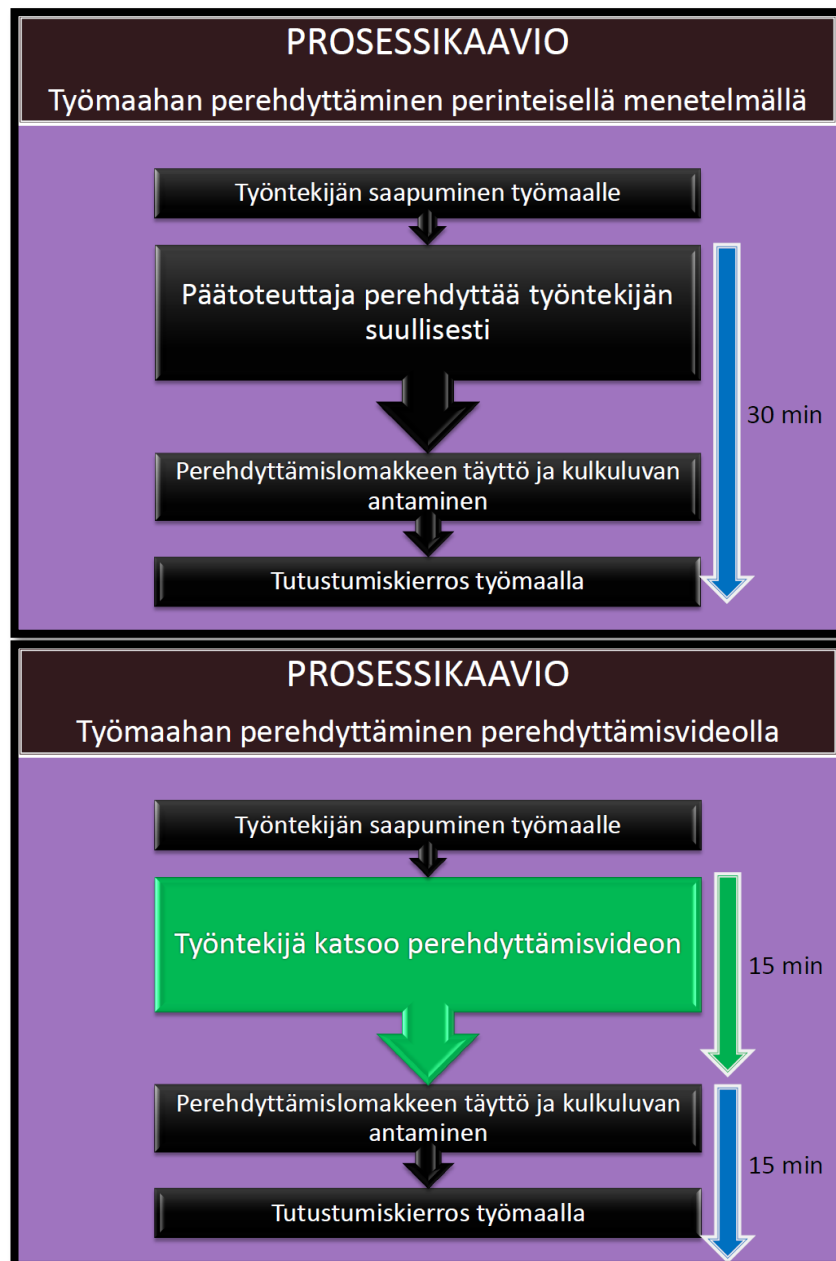 PROSESSIKAAVIO
Työmaahan perehdyttäminen perinteisellä menetelmällä
Työntekijän saapuminen työmaalle
Päätoteuttaja perehdyttää työntekijän
suullisesti
30 min
Perehdyttämislomakkeen täyttö ja kulkuluvan
antaminen
Tutustumiskierros työmaalla
PROSESSIKAAVIO
Työmaahan perehdyttäminen perehdyttämisvideolla
Työntekijän saapuminen työmaalle
Työntekijä katsoo perehdyttämisvideon
15 min
Perehdyttämislomakkeen täyttö ja kulkuluvan
antaminen
15 min
Tutustumiskierros työmaalla